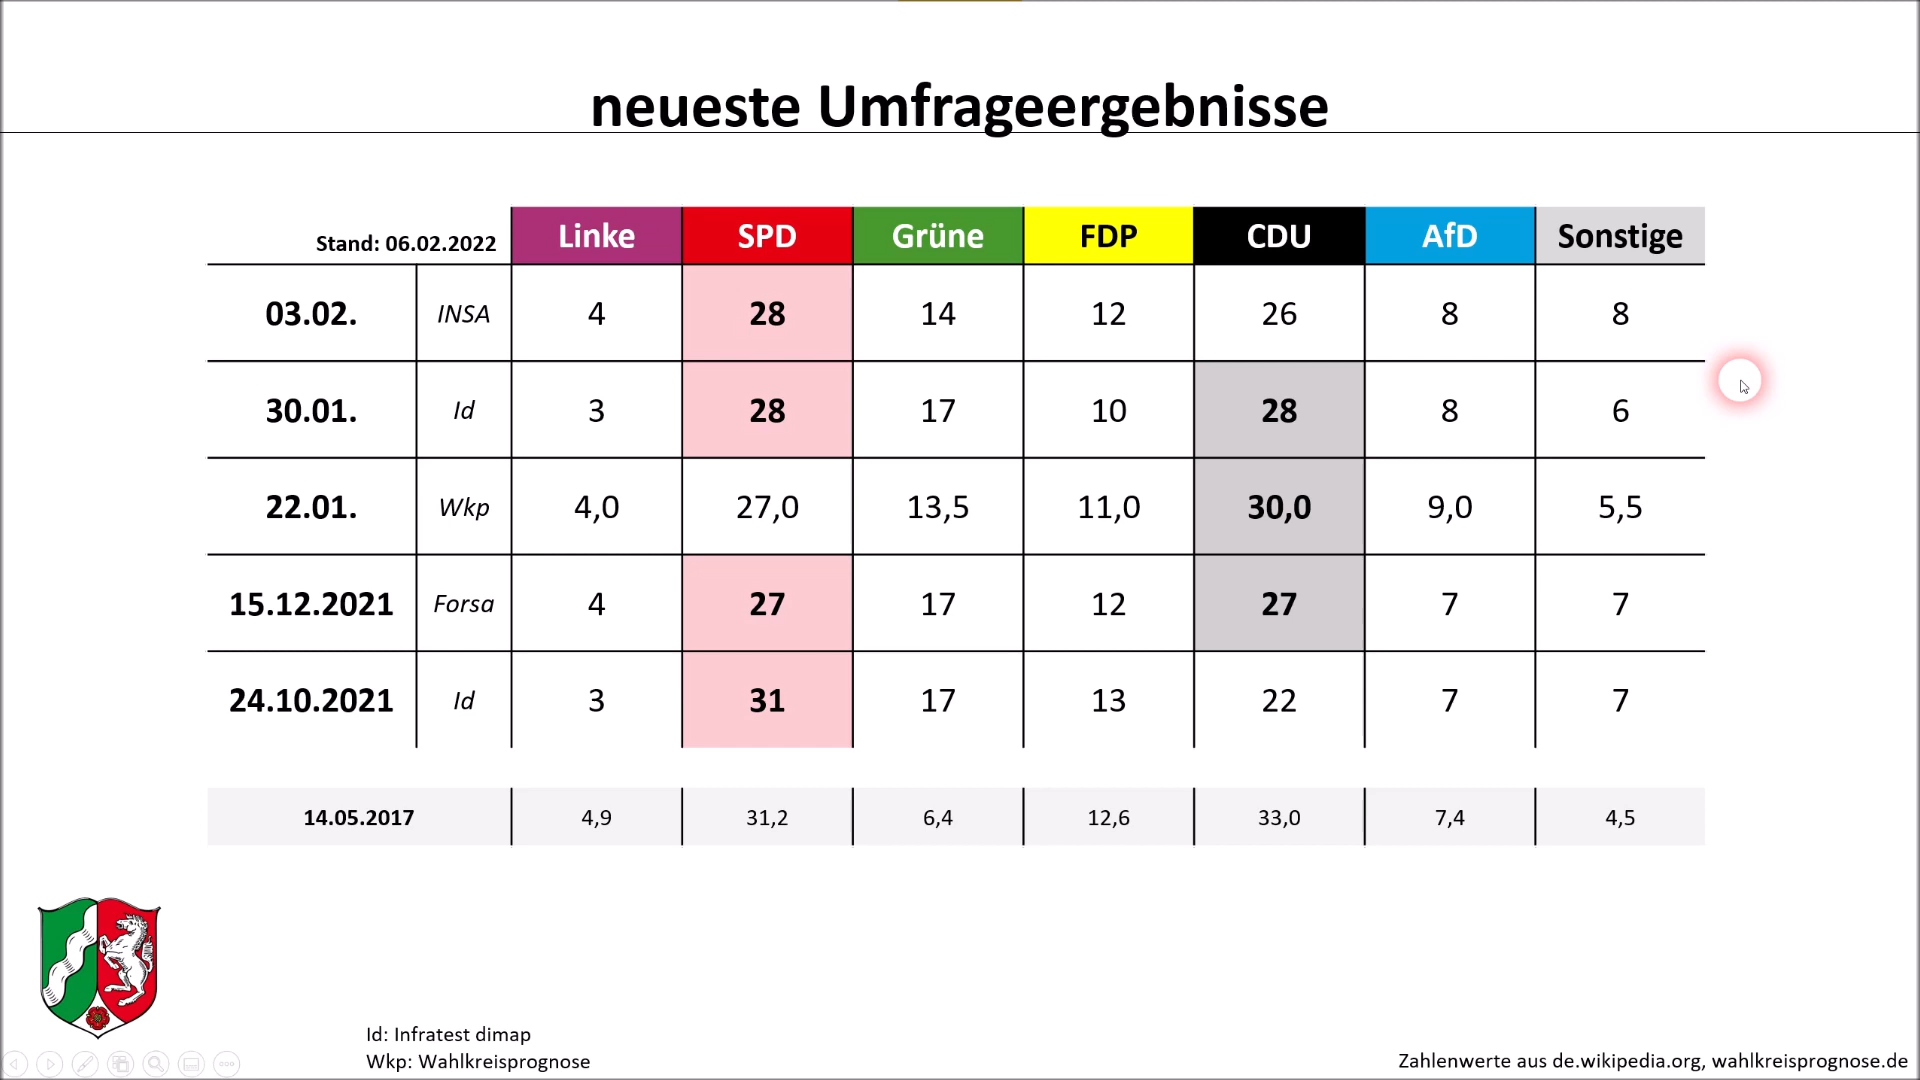 neueste Umfrageergebnisse
Stand: 06.02.2022 Linke SPD Grüne FDP CDU AfD Sonstige
03.02. INSA 4 28 14 12 26 8 8
30.01. Id 3 28 17 10 28 8 6
22.01. Wkp 4,0 27,0 13,5 11,0 30,0 9,0 5,5
15.12.2021 Forsa 4 27 17 12 27 7 7
24.10.2021 Id 3 31 17 13 22 7 7
14.05.2017 4,9 31,2 6,4 12,6 33,0 7,4 4,5
Id: Infratest dimap
Wkp: Wahlkreisprognose
Zahlenwerte aus de.wikipedia.org, wahlkreisprognose.de